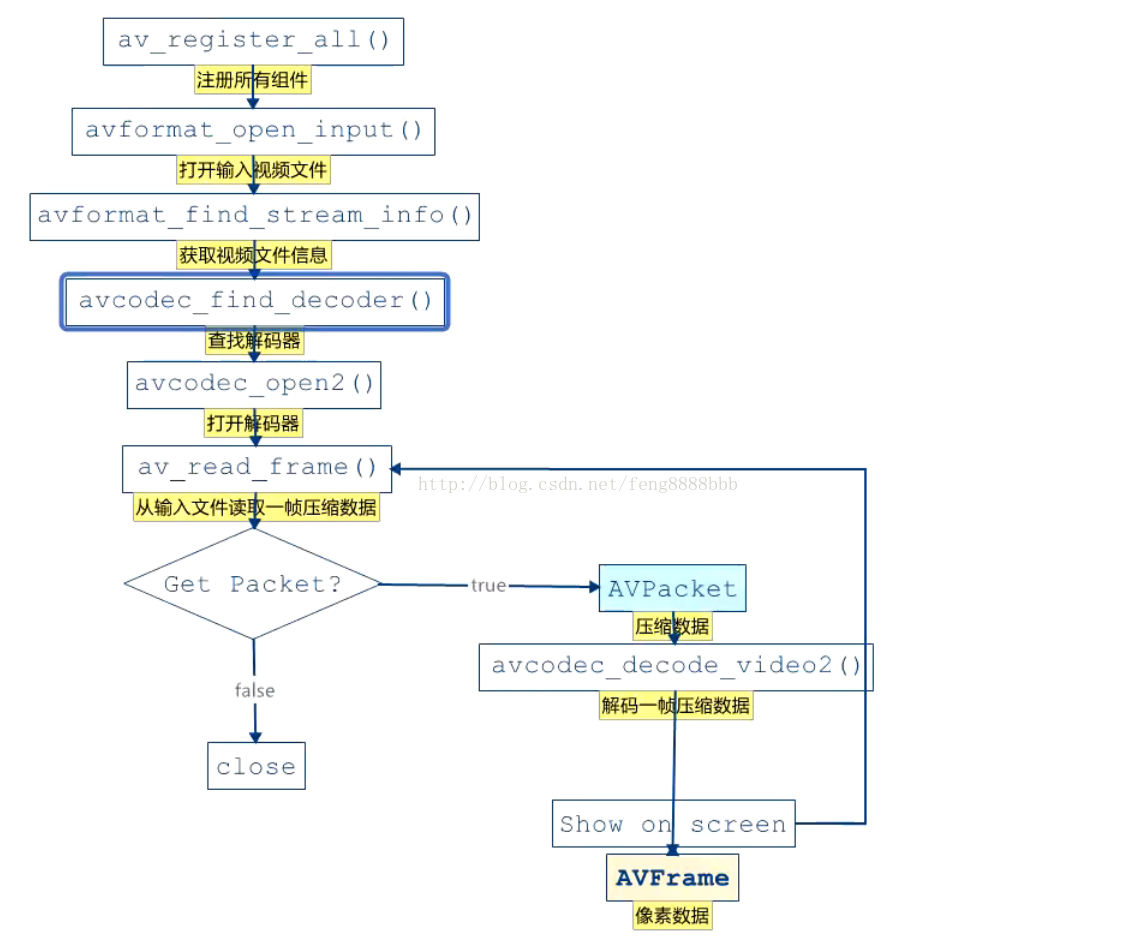 av_register_all()
注册所有组件
avformat_open_input()
打开输入视频文件
avformat_find_stream_info()
获取视频文件信息
avcodec_find_decoder()
查找解码器
avcodec_open2()
打开解码器
av_read_frame()
http://blog.csdn.net/feng8888bbb
从输入文件读取一帧压缩数据
Get Packet?
true
AVPacket
压缩数据
avcodec_decode_video2()
解码一帧压缩数据
false
close
Show on screen
AVFrame
像素数据